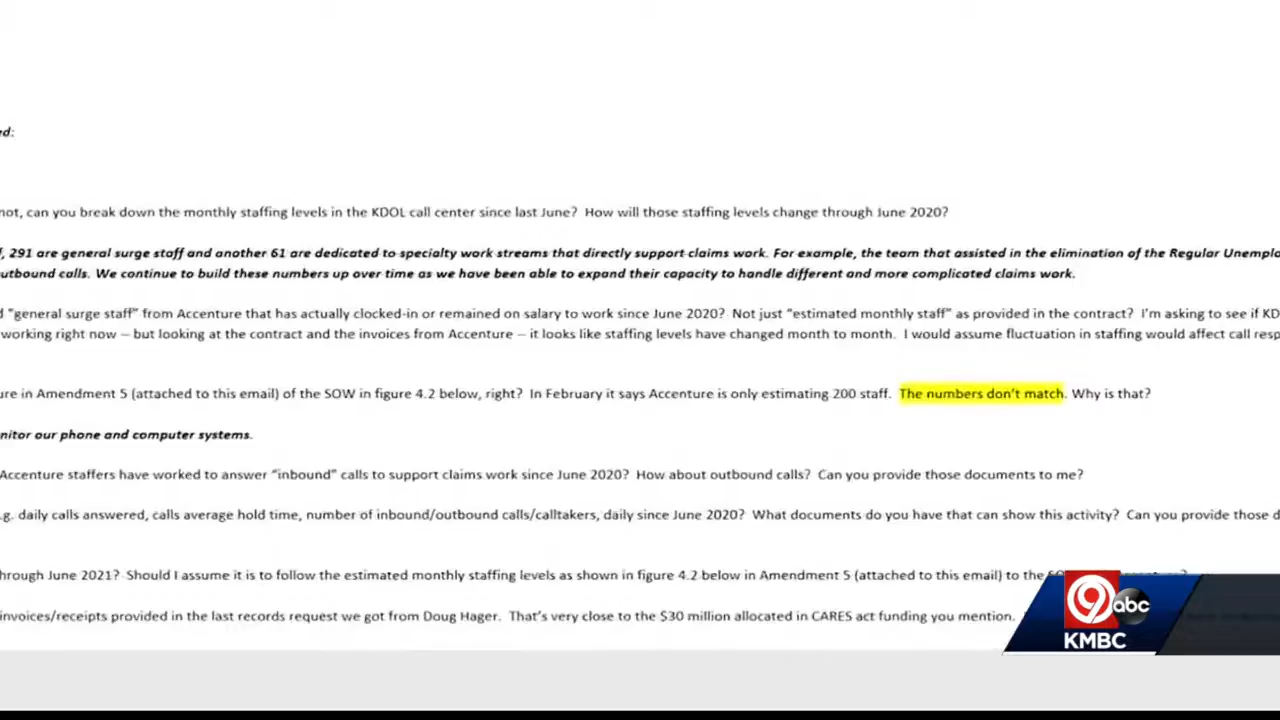 ed:
not, can you break down the monthly staffing levels in the KDOL call center since last June? How will those staffing levels change through June 2020?
f, 291 are general surge staff and another 61 are dedicated to specialty work streams that directly support claims work. For example, the team that assisted in the elimination of the Regular Unemplo
utbound calls. We continue to build these numbers up over time as we have been able to expand their capacity to handle different and more complicated claims work.
d "general surge staff" from Accenture that has actually clocked-in or remained on salary to work since June 2020? Not just "estimated monthly staff" as provided in the contract? I'm asking to see if KD
working right now – but looking at the contract and the invoices from Accenture – it looks like staffing levels have changed month to month. I would assume fluctuation in staffing would affect call resp
ure in Amendment 5 (attached to this email) of the SOW in figure 4.2 below, right? In February it says Accenture is only estimating 200 staff. The numbers don't match. Why is that?
nitor our phone and computer systems.
Accenture staffers have worked to answer "inbound" calls to support claims work since June 2020? How about outbound calls? Can you provide those documents to me?
.g. daily calls answered, calls average hold time, number of inbound/outbound calls/calltakers, daily since June 2020? What documents do you have that can show this activity? Can you provide those d
hrough June 2021? Should I assume it is to follow the estimated monthly staffing levels as shown in figure 4.2 below in Amendment 5 (attached to this email) to the
invoices/receipts provided in the last records request we got from Doug Hager. That's very close to the $30 million allocated in CARES act funding you mention.
9 abc
KMBC